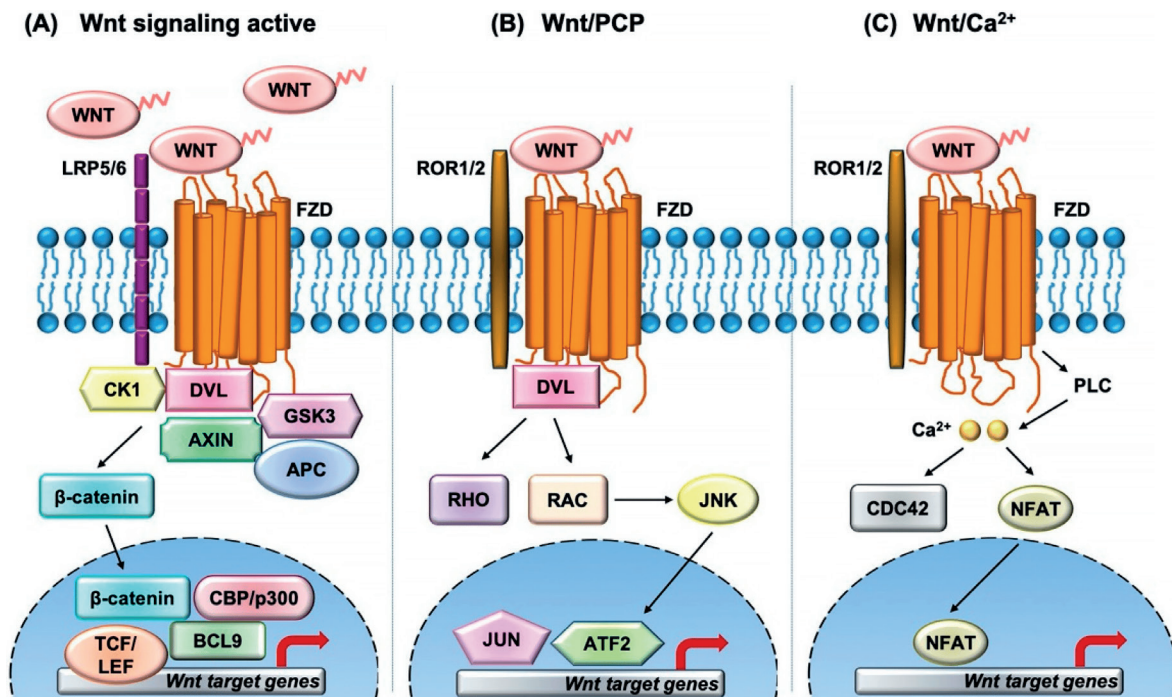 (A) Wnt signaling active
WNT
WNT
WNT
LRP5/6
FZD
CK1
DVL
GSK3
AXIN
APC
β-catenin
β-catenin
CBP/p300
TCF/
LEF
BCL9
Wnt target genes
(B) Wnt/PCP
WNT
ROR1/2
FZD
DVL
RHO
RAC
JNK
JUN
ATF2
Wnt target genes
(C) Wnt/Ca²⁺
WNT
ROR1/2
FZD
PLC
Ca²⁺
CDC42
NFAT
NFAT
Wnt target genes